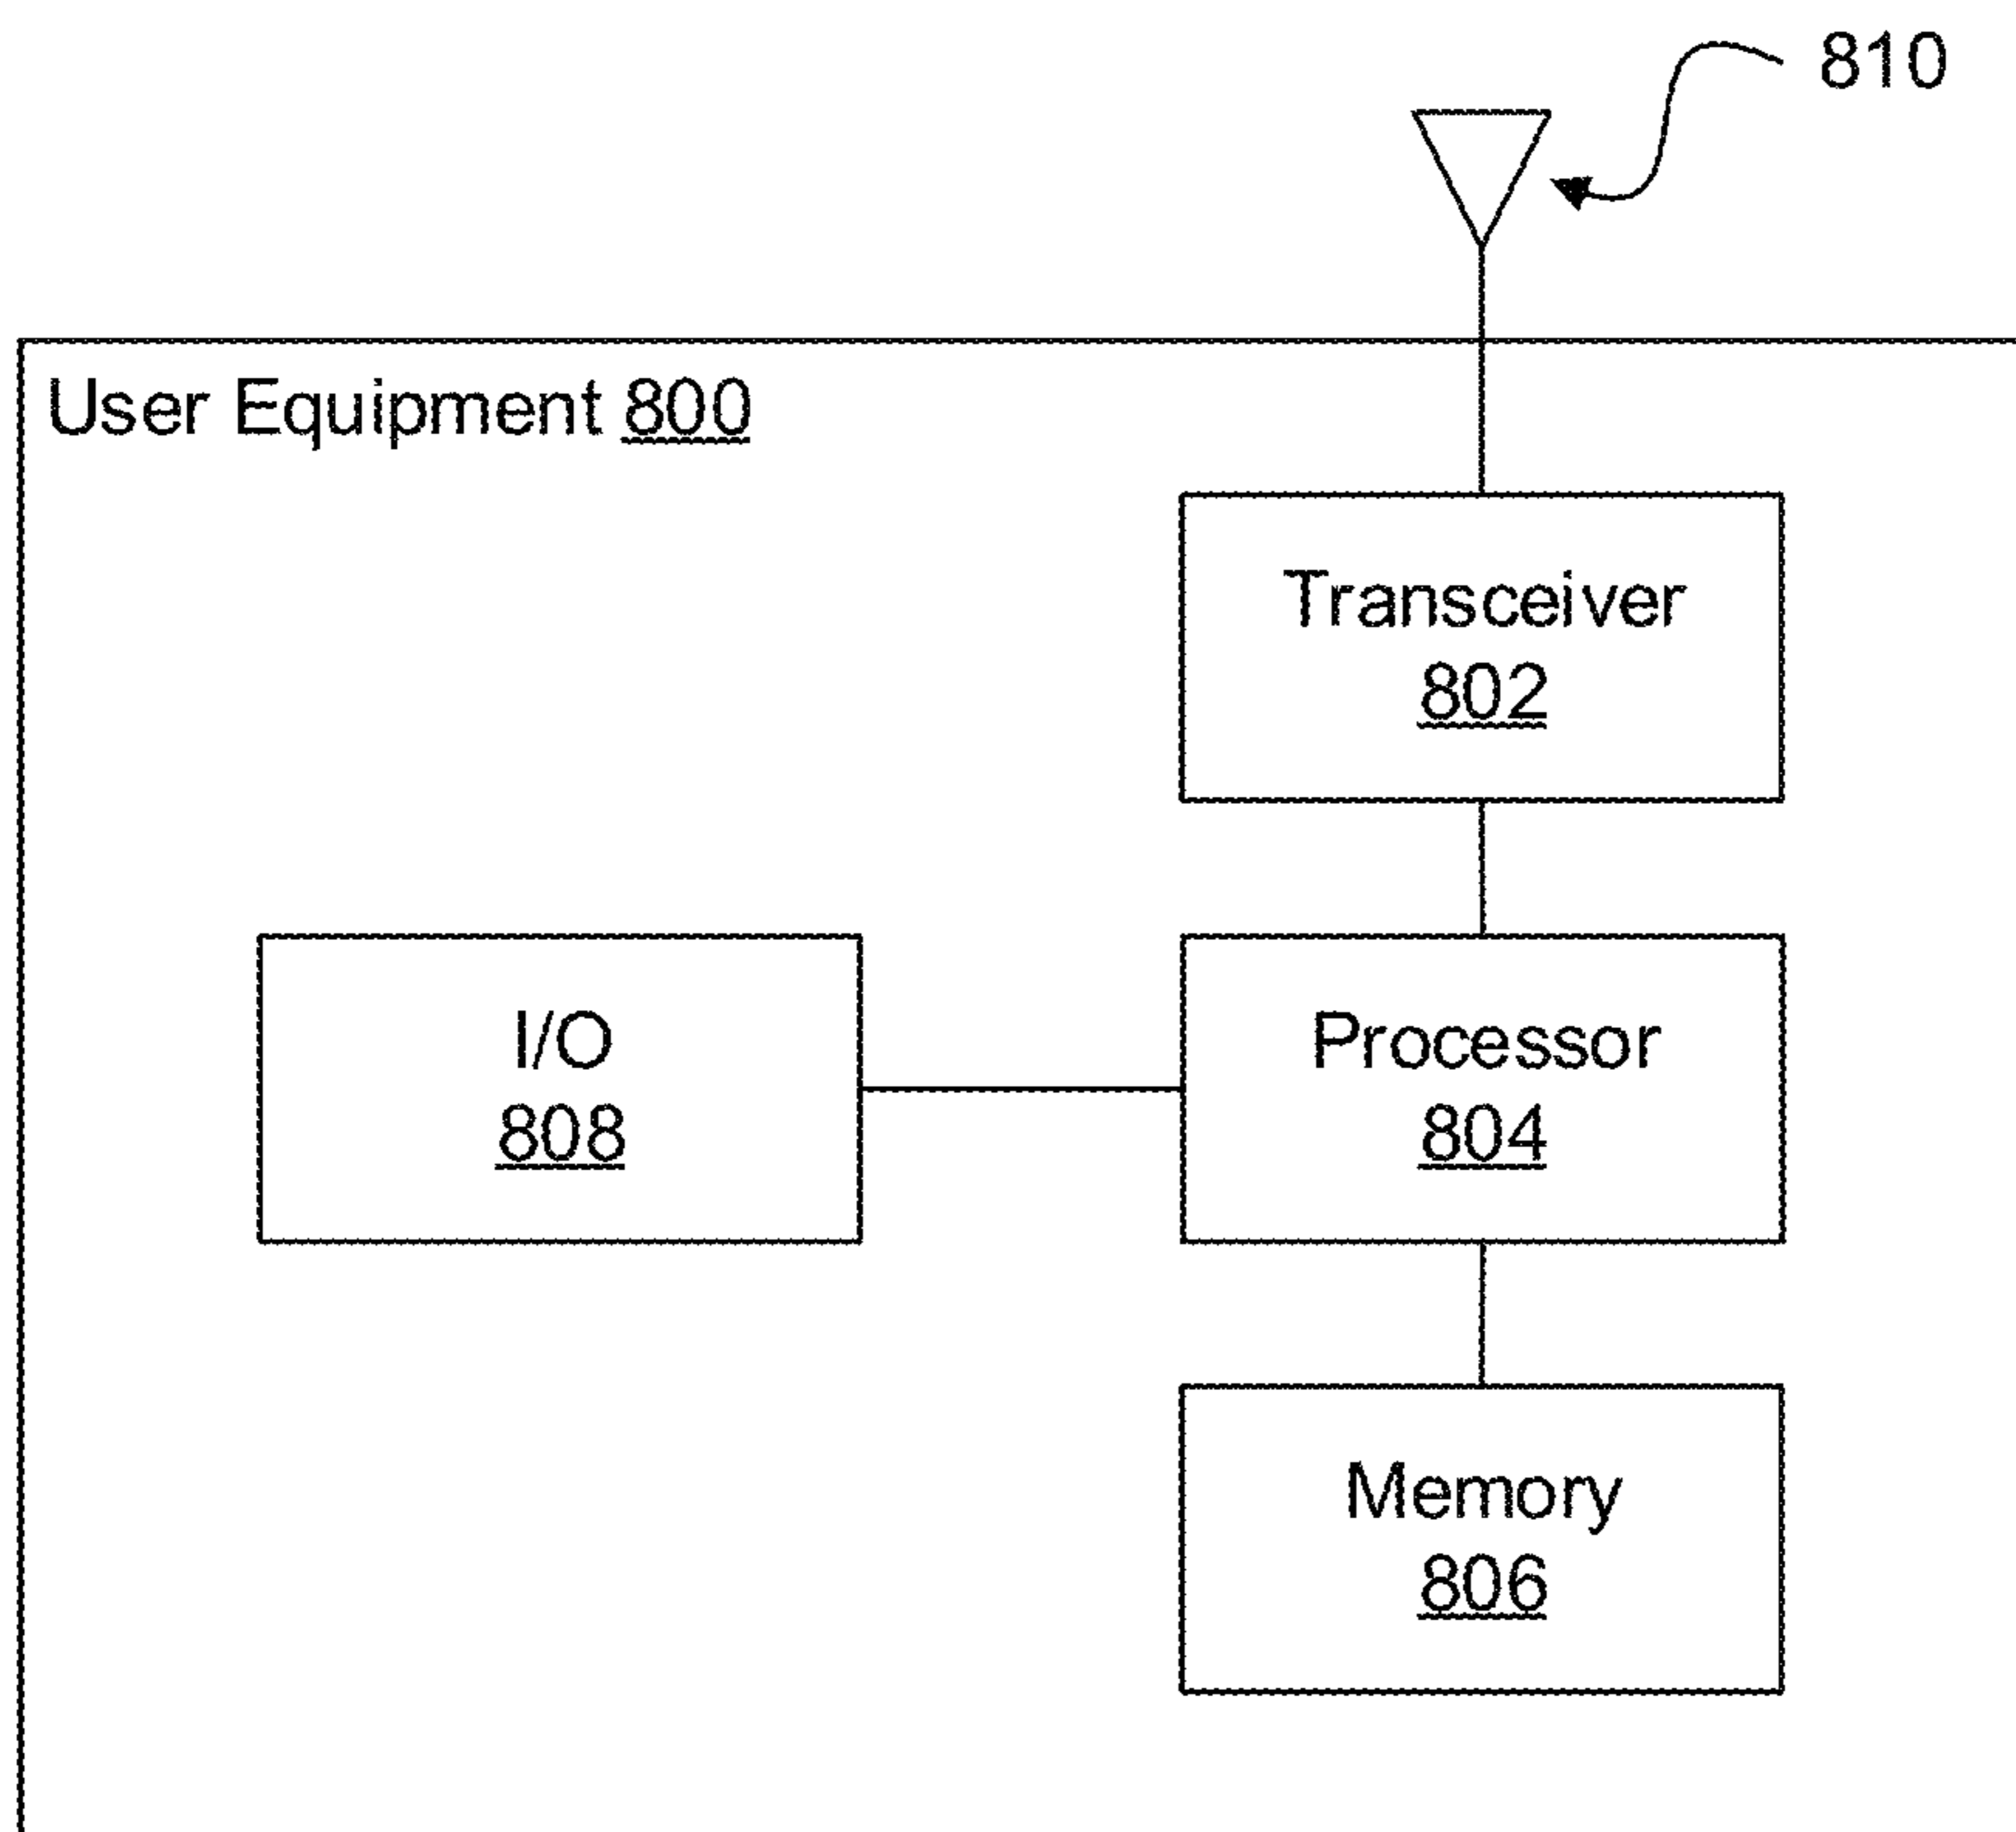 810
User Equipment 800
Transceiver
802
I/O
808
Processor
804
Memory
806